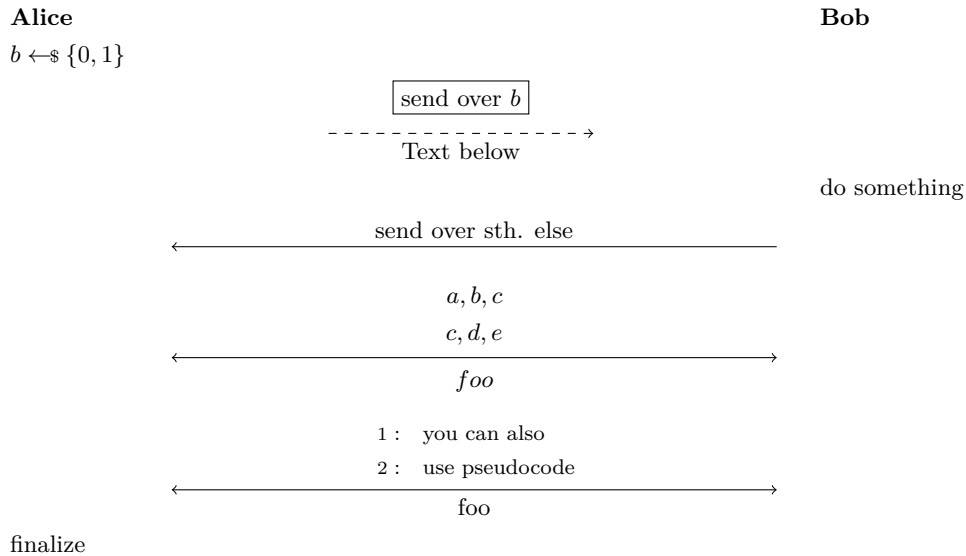 Alice Bob
b ←$ {0, 1}
send over b
Text below
do something
send over sth. else
a, b, c
c, d, e
foo
1 : you can also
2 : use pseudocode
foo
finalize